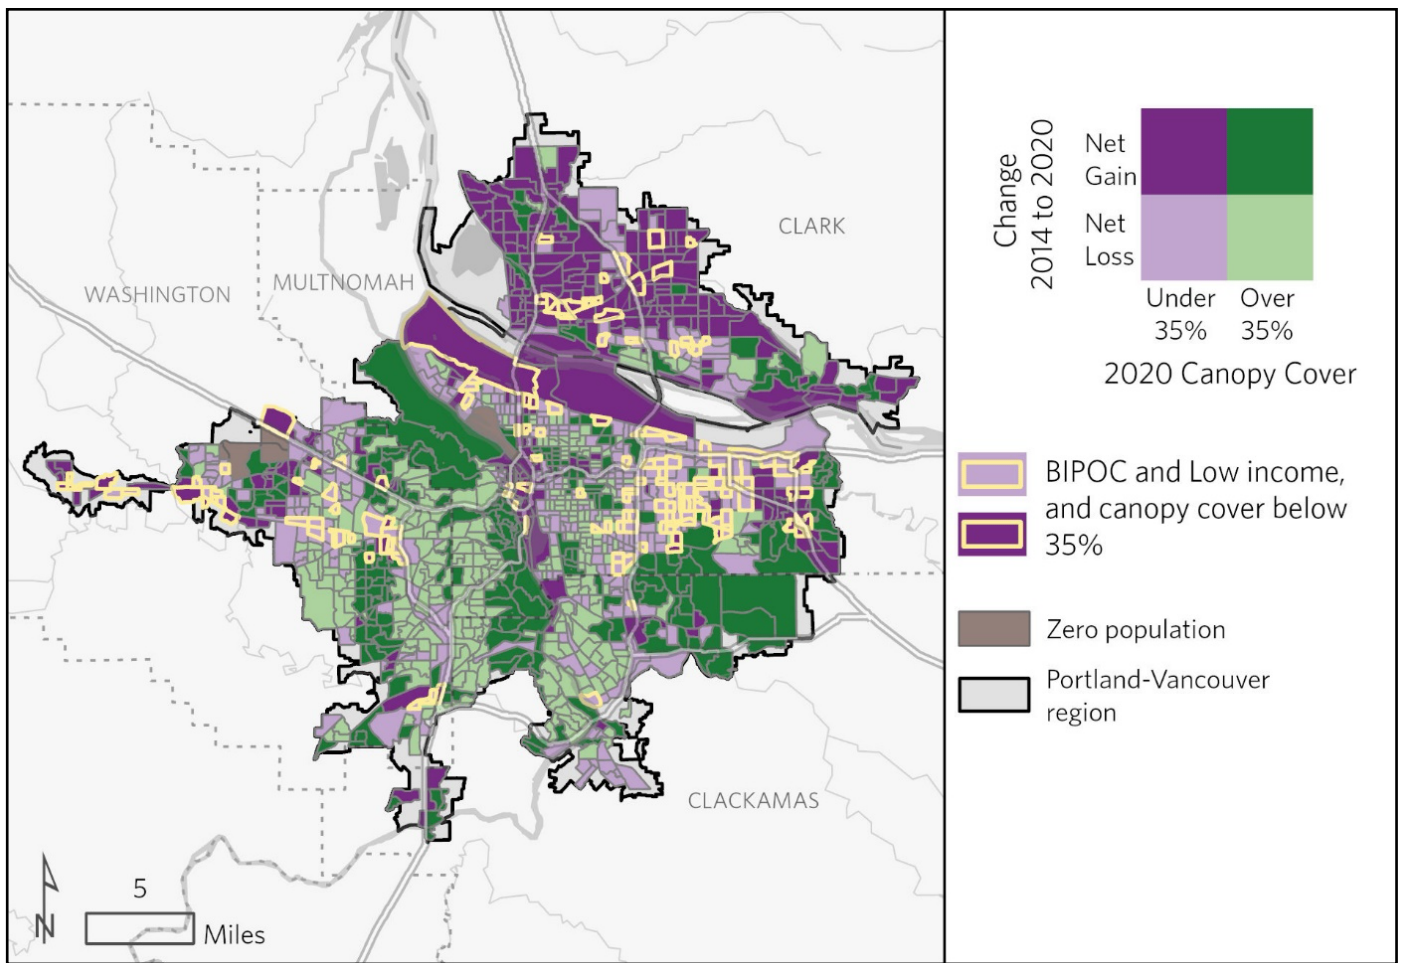 CLARK
MULTNOMAH
WASHINGTON
CLACKAMAS
N
5
Miles
Change
2014 to 2020
Net
Gain
Net
Loss
Under
35%
Over
35%
2020 Canopy Cover
BIPOC and Low income,
and canopy cover below
35%
Zero population
Portland-Vancouver
region